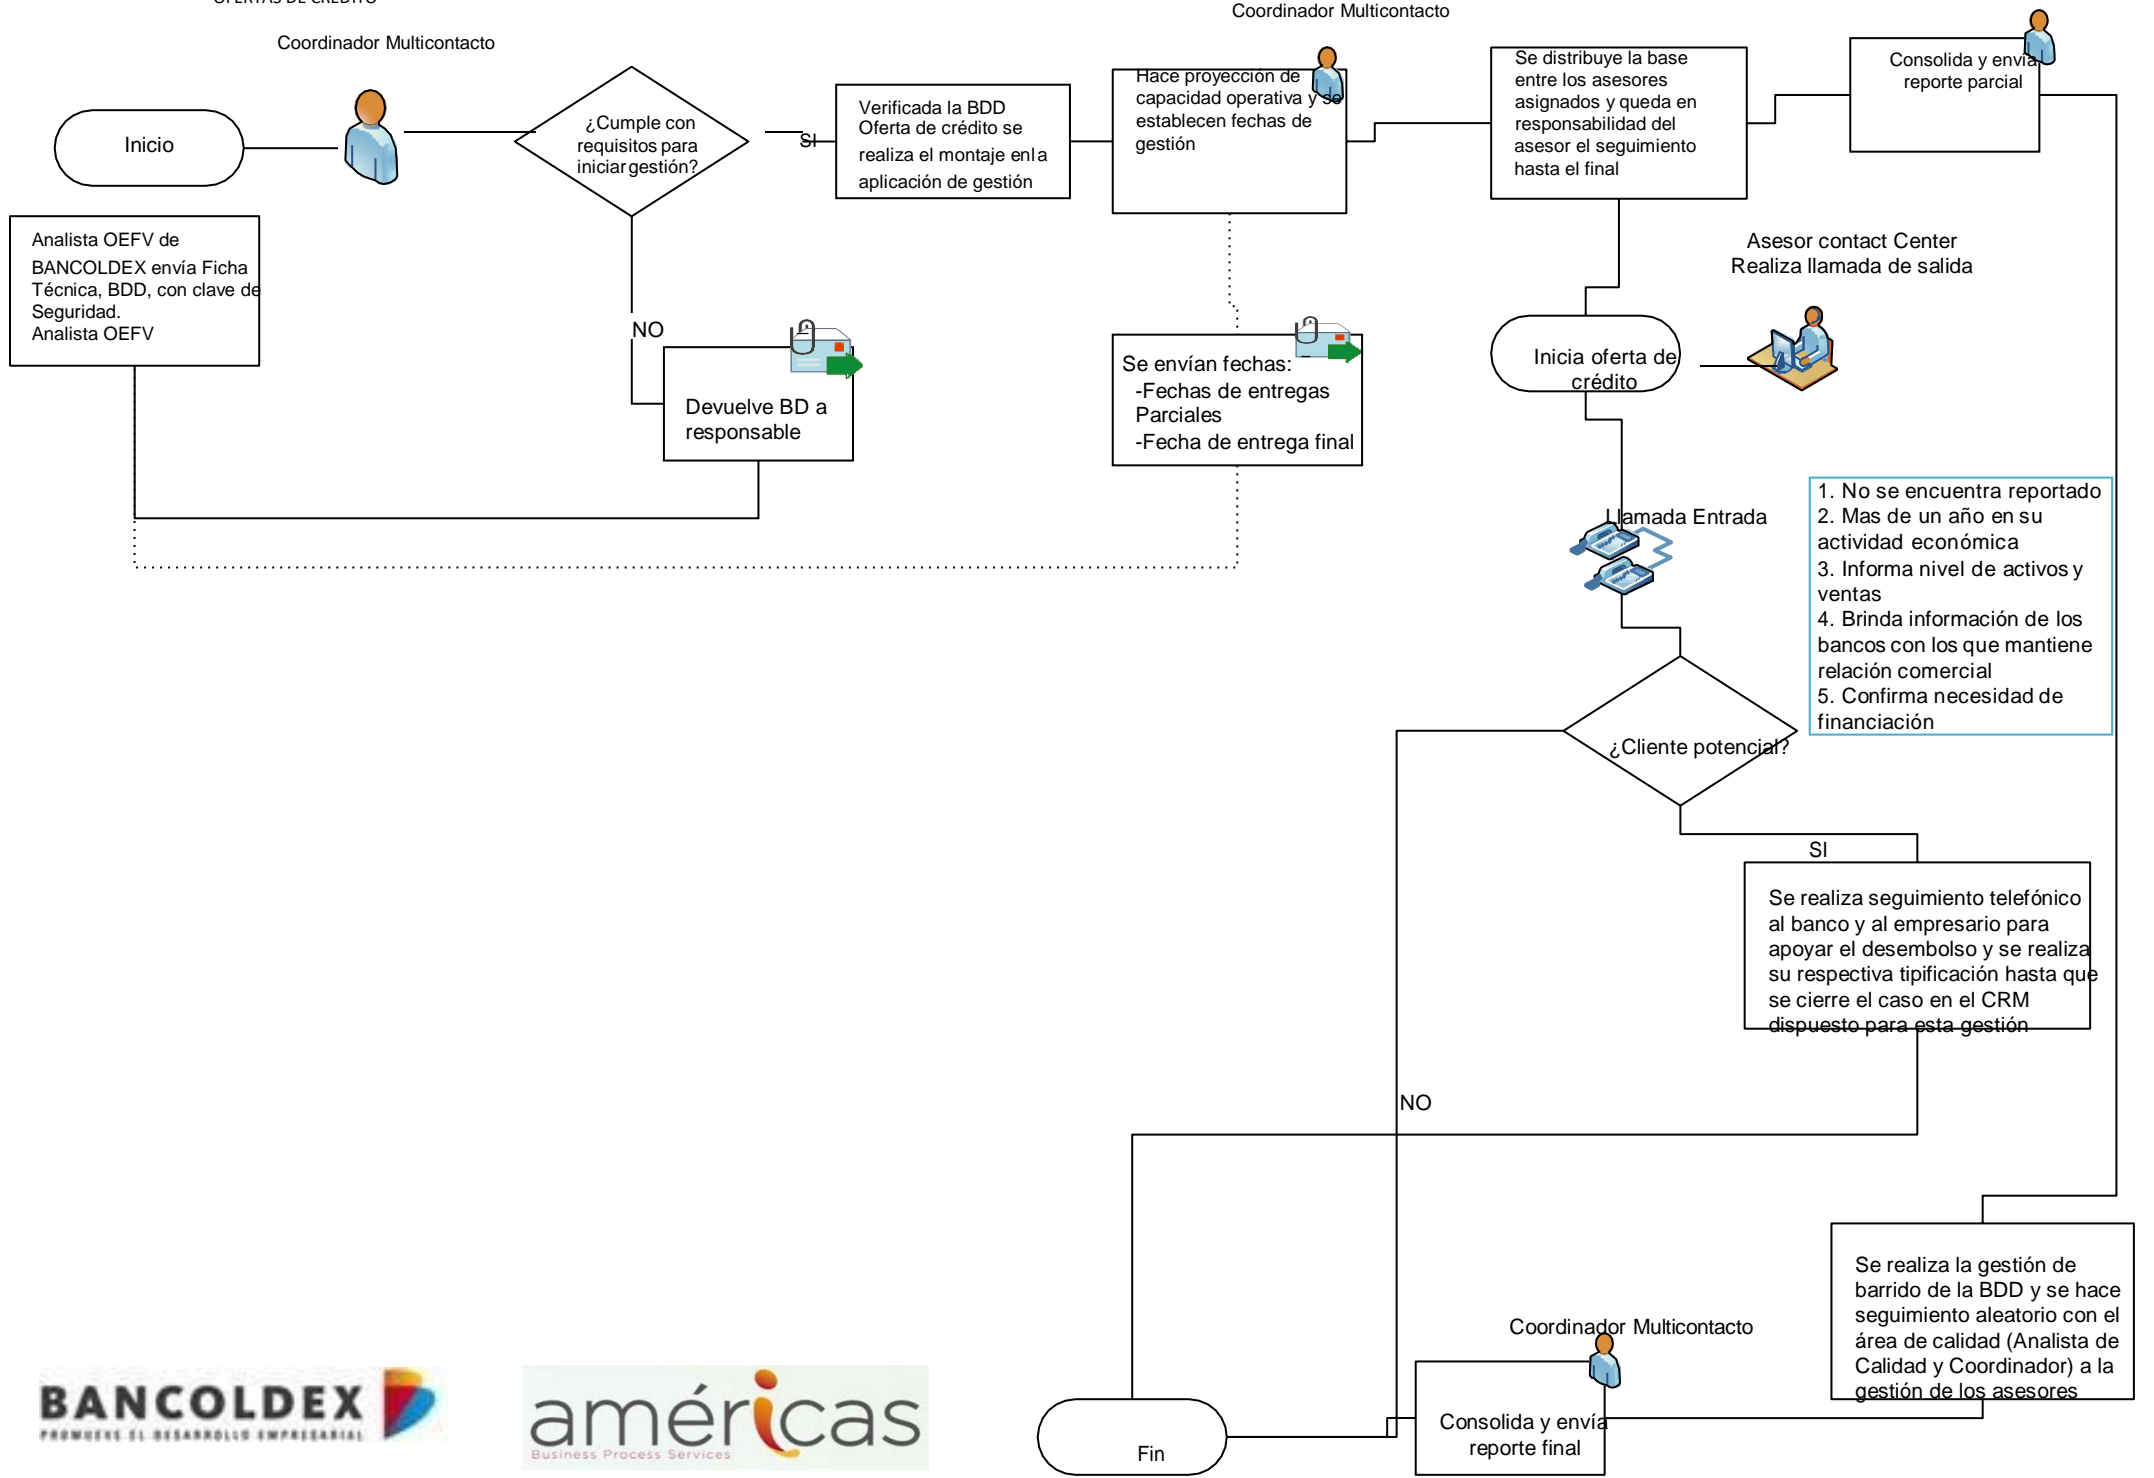 OFERTAS DE CREDITO
Coordinador Multicontacto
Inicio
¿Cumple con
requisitos para
iniciar gestión?
SI
Verificada la BDD
Oferta de crédito se
realiza el montaje en la
aplicación de gestión
Coordinador Multicontacto
Hace proyección de
capacidad operativa y se
establecen fechas de
gestión
Se distribuye la base
entre los asesores
asignados y queda en
responsabilidad del
asesor el seguimiento
hasta el final
Consolida y envía
reporte parcial
Analista OEFV de
BANCOLDEX envía Ficha
Técnica, BDD, con clave de
Seguridad.
Analista OEFV
NO
Devuelve BD a
responsable
Se envían fechas:
-Fechas de entregas
Parciales
-Fecha de entrega final
Asesor contact Center
Realiza llamada de salida
Inicia oferta de
crédito
Llamada Entrada
1. No se encuentra reportado
2. Mas de un año en su
actividad económica
3. Informa nivel de activos y
ventas
4. Brinda información de los
bancos con los que mantiene
relación comercial
5. Confirma necesidad de
financiación
¿Cliente potencial?
SI
Se realiza seguimiento telefónico
al banco y al empresario para
apoyar el desembolso y se realiza
su respectiva tipificación hasta que
se cierre el caso en el CRM
dispuesto para esta gestión
NO
Se realiza la gestión de
barrido de la BDD y se hace
seguimiento aleatorio con el
área de calidad (Analista de
Calidad y Coordinador) a la
gestión de los asesores
Coordinador Multicontacto
Consolida y envía
reporte final
Fin
BANCOLDEX
PROMUEVE EL DESARROLLO EMPRESARIAL
américas
Business Process Services